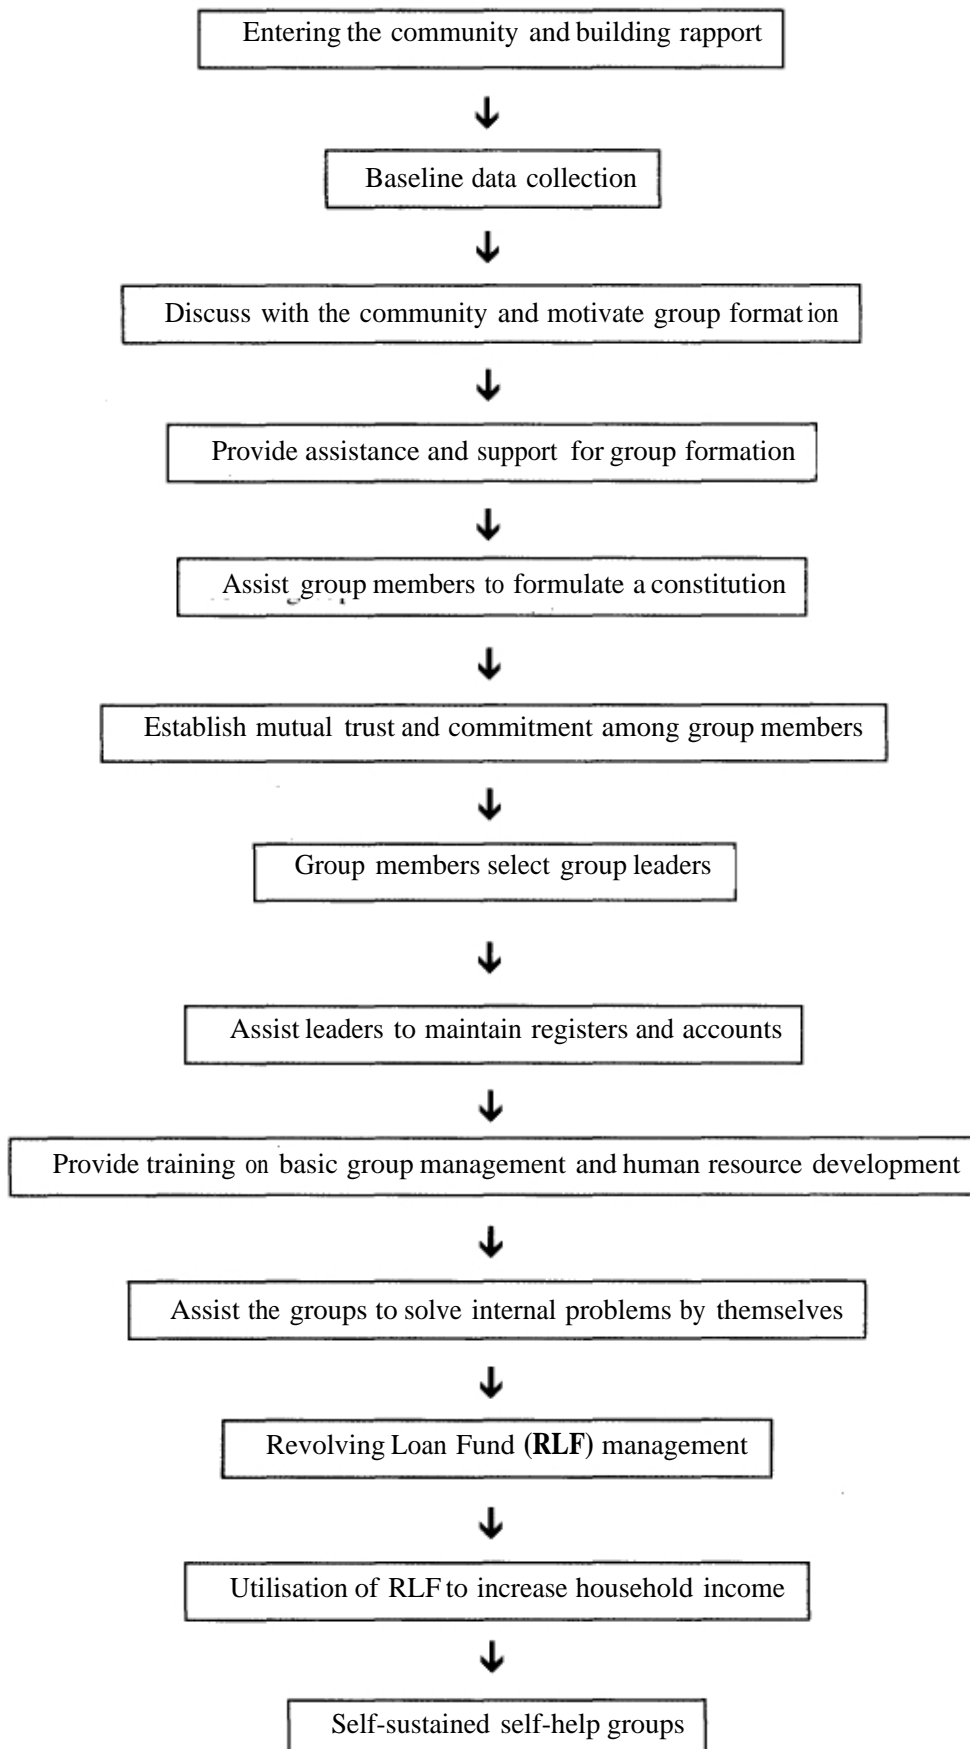 Entering the community and building rapport
Baseline data collection
Discuss with the community and motivate group formation
Provide assistance and support for group formation
Assist group members to formulate a constitution
Establish mutual trust and commitment among group members
Group members select group leaders
Assist leaders to maintain registers and accounts
Provide training on basic group management and human resource development
Assist the groups to solve internal problems by themselves
Revolving Loan Fund (RLF) management
Utilisation of RLF to increase household income
Self-sustained self-help groups